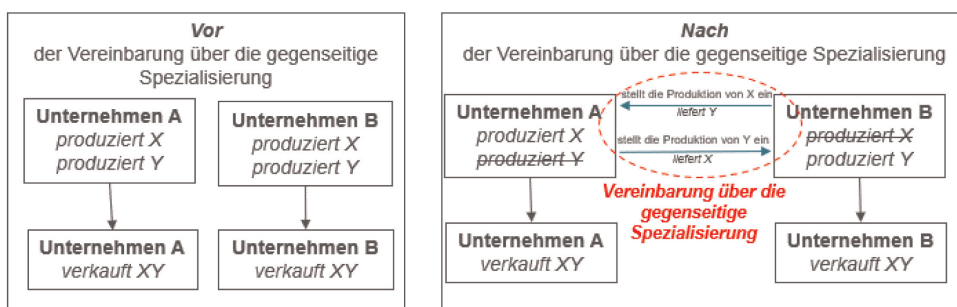 Vor
der Vereinbarung über die gegenseitige
Spezialisierung
Unternehmen A
produziert X
produziert Y
Unternehmen B
produziert X
produziert Y
Unternehmen A
verkauft XY
Unternehmen B
verkauft XY
Nach
der Vereinbarung über die gegenseitige Spezialisierung
Unternehmen A
produziert X
produziert Y
stellt die Produktion von X ein
liefert Y
stellt die Produktion von Y ein
liefert X
Unternehmen B
produziert X
produziert Y
Vereinbarung über die
gegenseitige
Spezialisierung
Unternehmen A
verkauft XY
Unternehmen B
verkauft XY